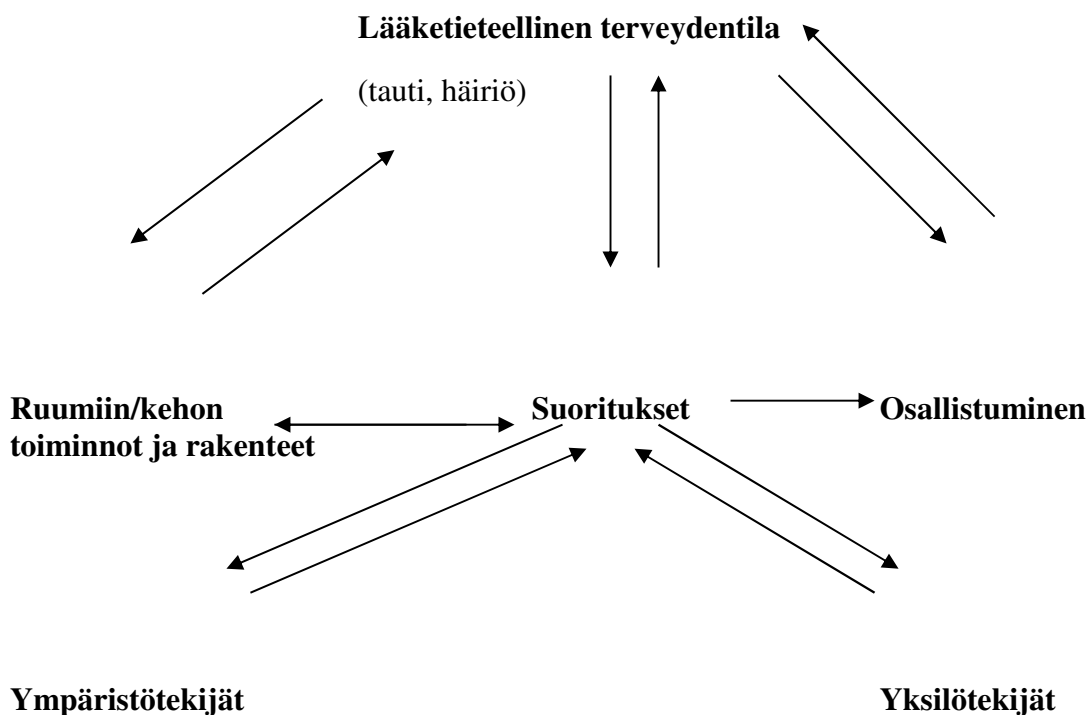 Lääketieteellinen terveydentila
(tauti, häiriö)
Ruumiin/kehon
toiminnot ja rakenteet
Suoritukset
Osallistuminen
Ympäristötekijät
Yksilötekijät